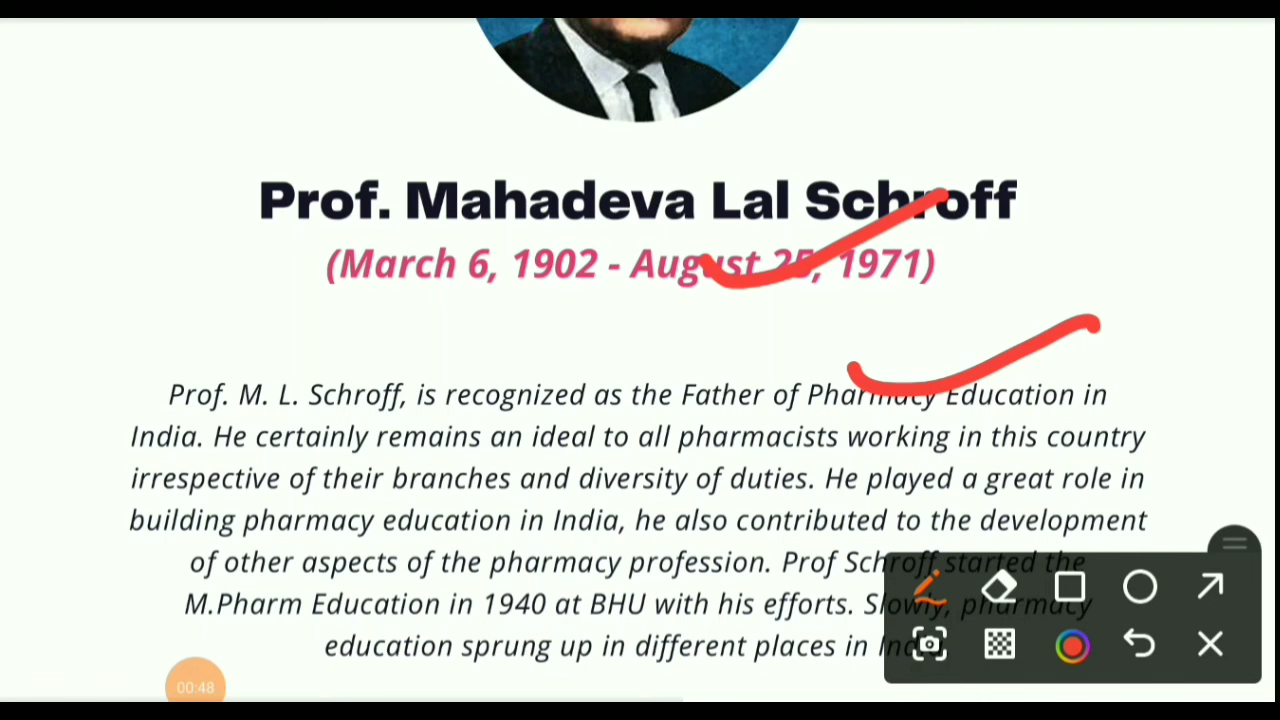 Prof. Mahadeva Lal Schroff
(March 6, 1902 - August 25, 1971)
Prof. M. L. Schroff, is recognized as the Father of Pharmacy Education in
India. He certainly remains an ideal to all pharmacists working in this country
irrespective of their branches and diversity of duties. He played a great role in
building pharmacy education in India, he also contributed to the development
of other aspects of the pharmacy profession. Prof Schroff started the
M.Pharm Education in 1940 at BHU with his efforts. Slowly, pharmacy
education sprung up in different places in India
00:48